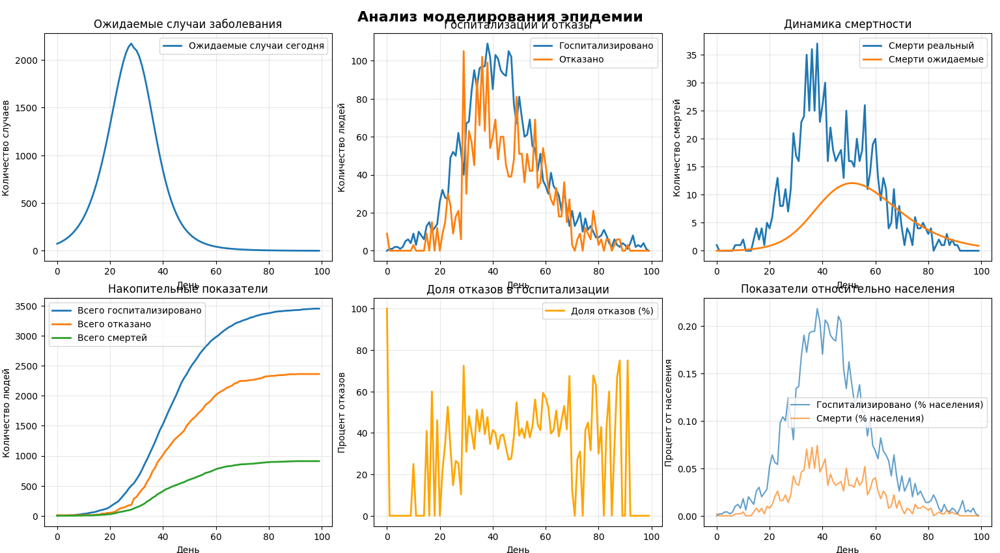 Анализ моделирования эпидемии
Ожидаемые случаи заболевания
Количество случаев
2000
1500
1000
500
0
Ожидаемые случаи сегодня
0 20 40 60 80 100
День
Госпитализации и отказы
Количество людей
100
80
60
40
20
0
Госпитализировано
Отказано
0 20 40 60 80 100
День
Динамика смертности
Количество смертей
35
30
25
20
15
10
5
0
Смерти реальный
Смерти ожидаемые
0 20 40 60 80 100
День
Накопительные показатели
Количество людей
3500
3000
2500
2000
1500
1000
500
0
Всего госпитализировано
Всего отказано
Всего смертей
0 20 40 60 80 100
День
Доля отказов в госпитализации
Процент отказов
100
80
60
40
20
0
Доля отказов (%)
0 20 40 60 80 100
День
Показатели относительно населения
Процент от населения
0.20
0.15
0.10
0.05
0.00
Госпитализировано (% населения)
Смерти (% населения)
0 20 40 60 80 100
День